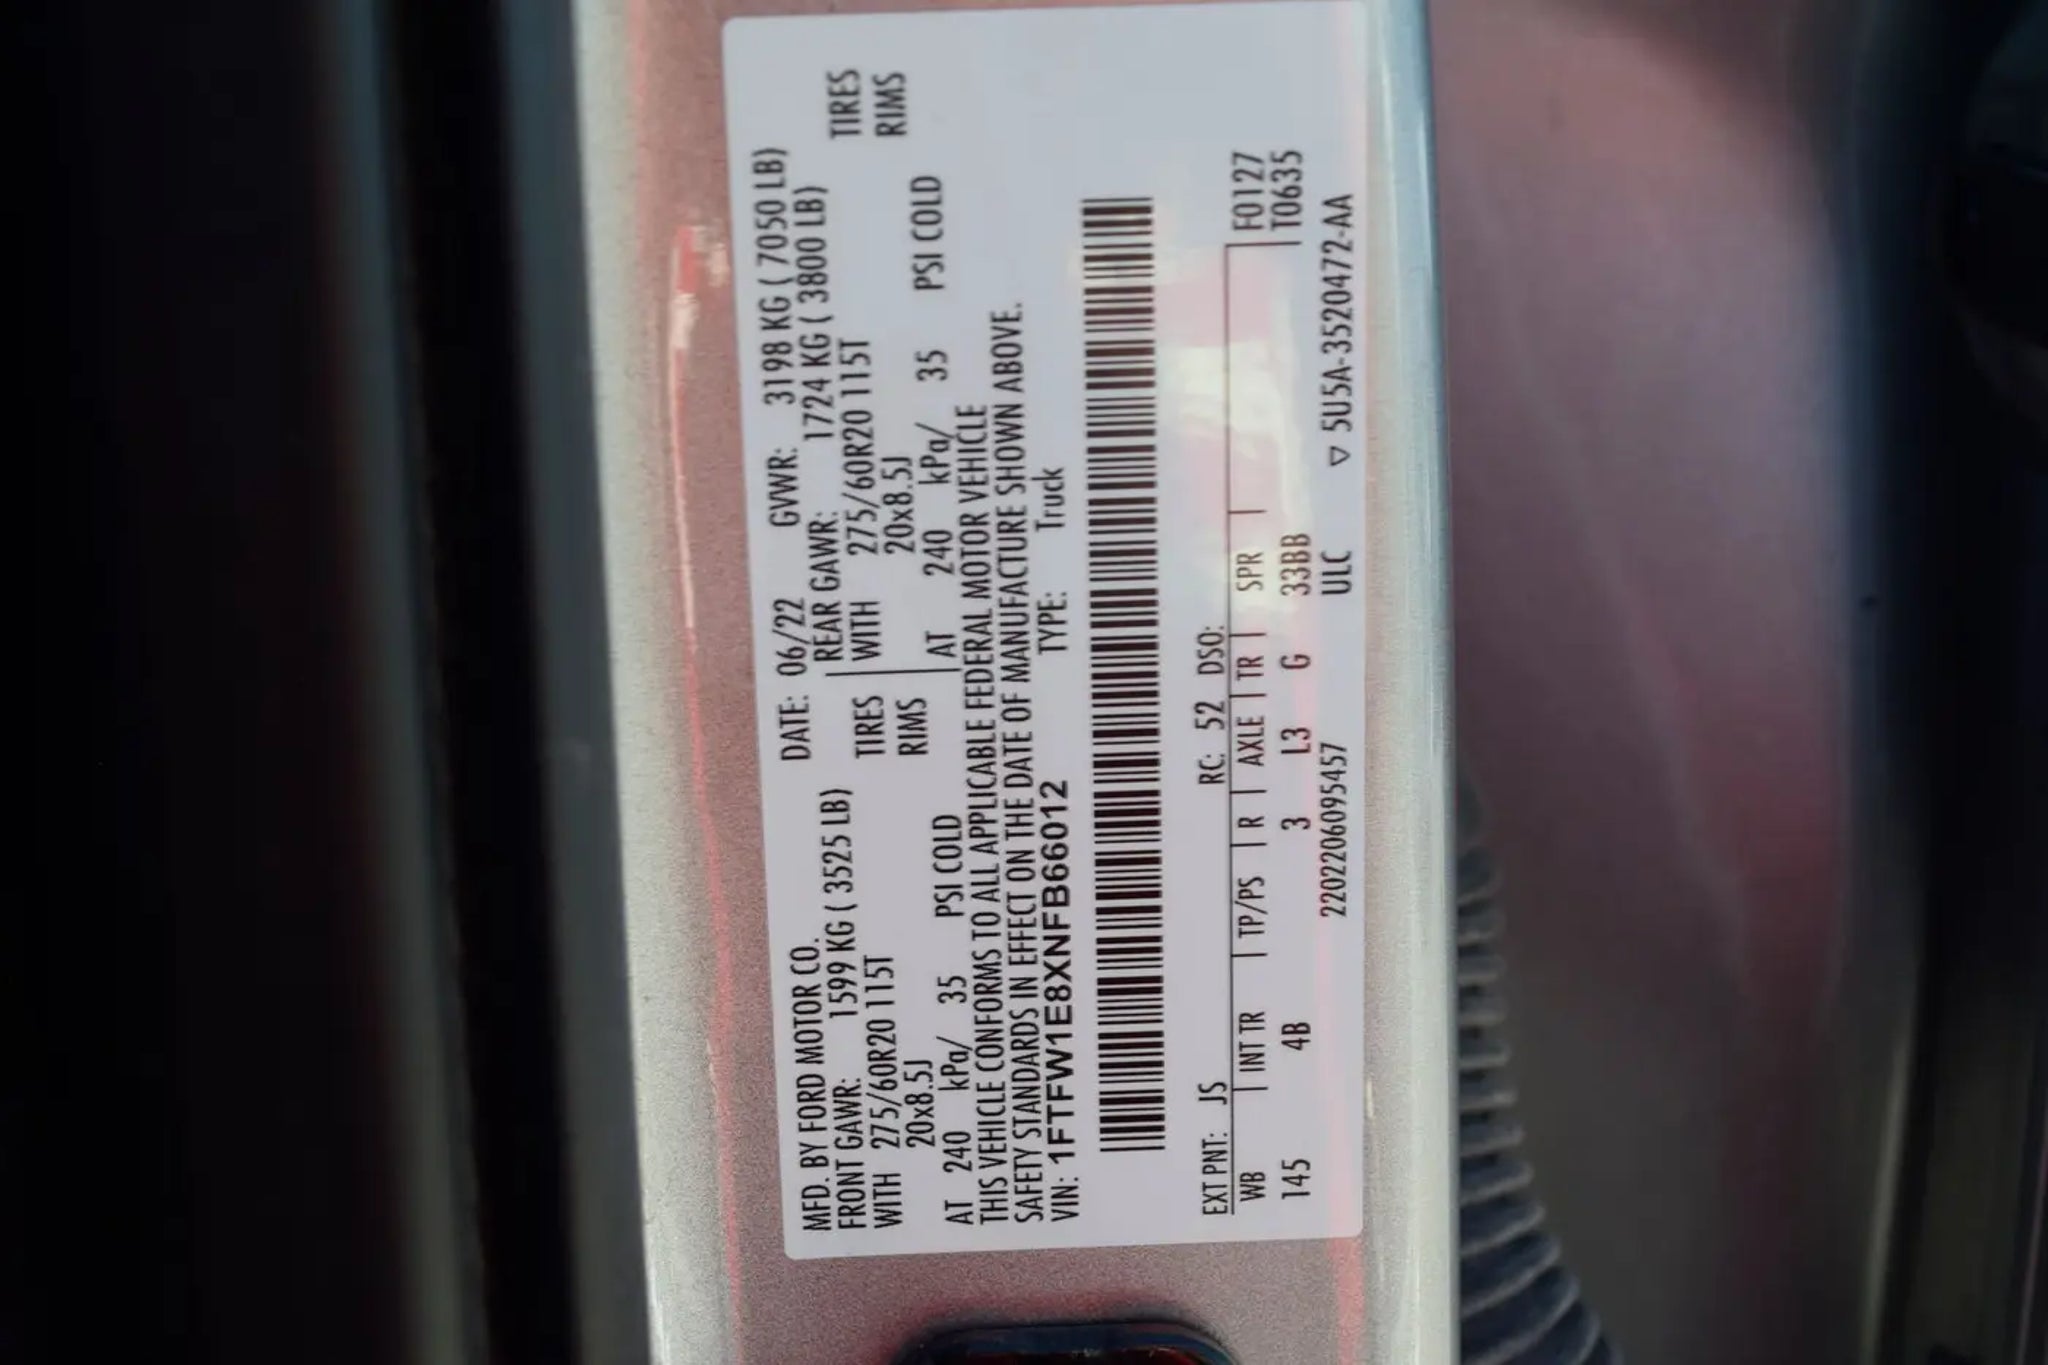 MFD. BY FORD MOTOR CO. DATE: 06/22 GVWR: 3198 KG ( 7050 LB)
FRONT GAWR: 1599 KG ( 3525 LB) REAR GAWR: 1724 KG ( 3800 LB)
WITH 275/60R20 115T TIRES WITH 275/60R20 115T TIRES
20x8.5J RIMS 20x8.5J RIMS
AT 240 kPa/ 35 PSI COLD AT 240 kPa/ 35 PSI COLD
THIS VEHICLE CONFORMS TO ALL APPLICABLE FEDERAL MOTOR VEHICLE
SAFETY STANDARDS IN EFFECT ON THE DATE OF MANUFACTURE SHOWN ABOVE.
VIN: 1FTFW1E8XNFB66012 TYPE: Truck
EXT PNT: JS RC: 52 DSO:
WB | INT TR | TP/PS | R | AXLE | TR | SPR | F0127
145 4B 3 L3 G 33BB T0635
2202206095457 ULC ▽ 5U5A-3520472-AA